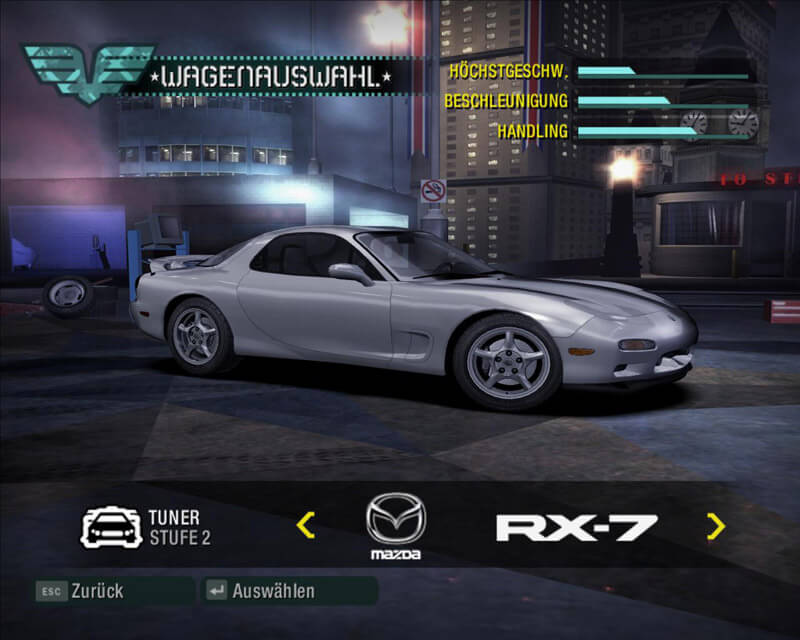 ★WAGENAUSWAHL★
HÖCHSTGESCHW.
BESCHLEUNIGUNG
HANDLING
TUNER
STUFE 2
mazda
RX-7
ESC Zurück
Auswählen